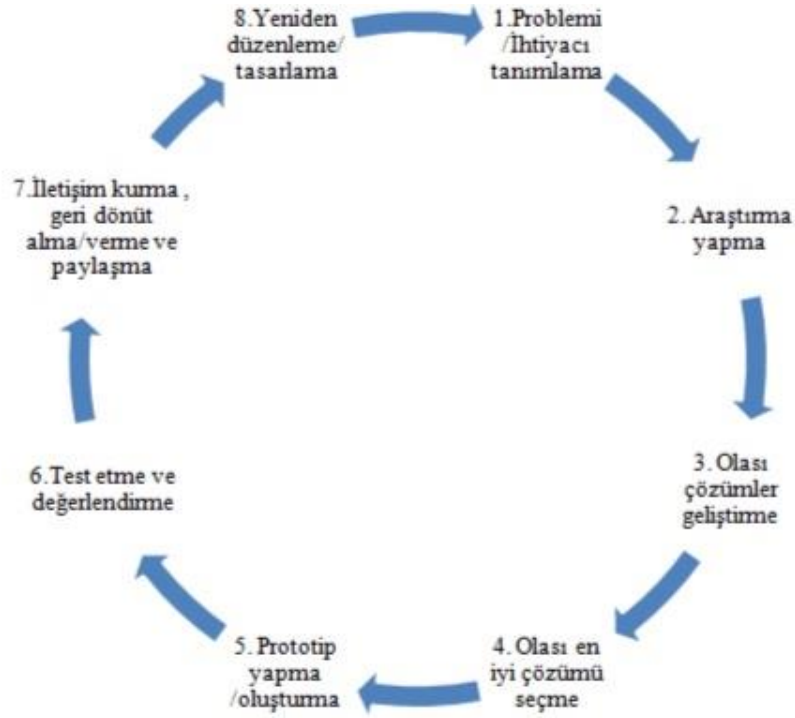 1.Problemi
/İhtiyacı
tanımlama
2. Araştırma
yapma
3. Olası
çözümler
geliştirme
4. Olası en
iyi çözümü
seçme
5. Prototip
yapma
/oluşturma
6.Test etme ve
değerlendirme
7.İletişim kurma ,
geri dönüt
alma/verme ve
paylaşma
8.Yeniden
düzenleme/
tasarlama